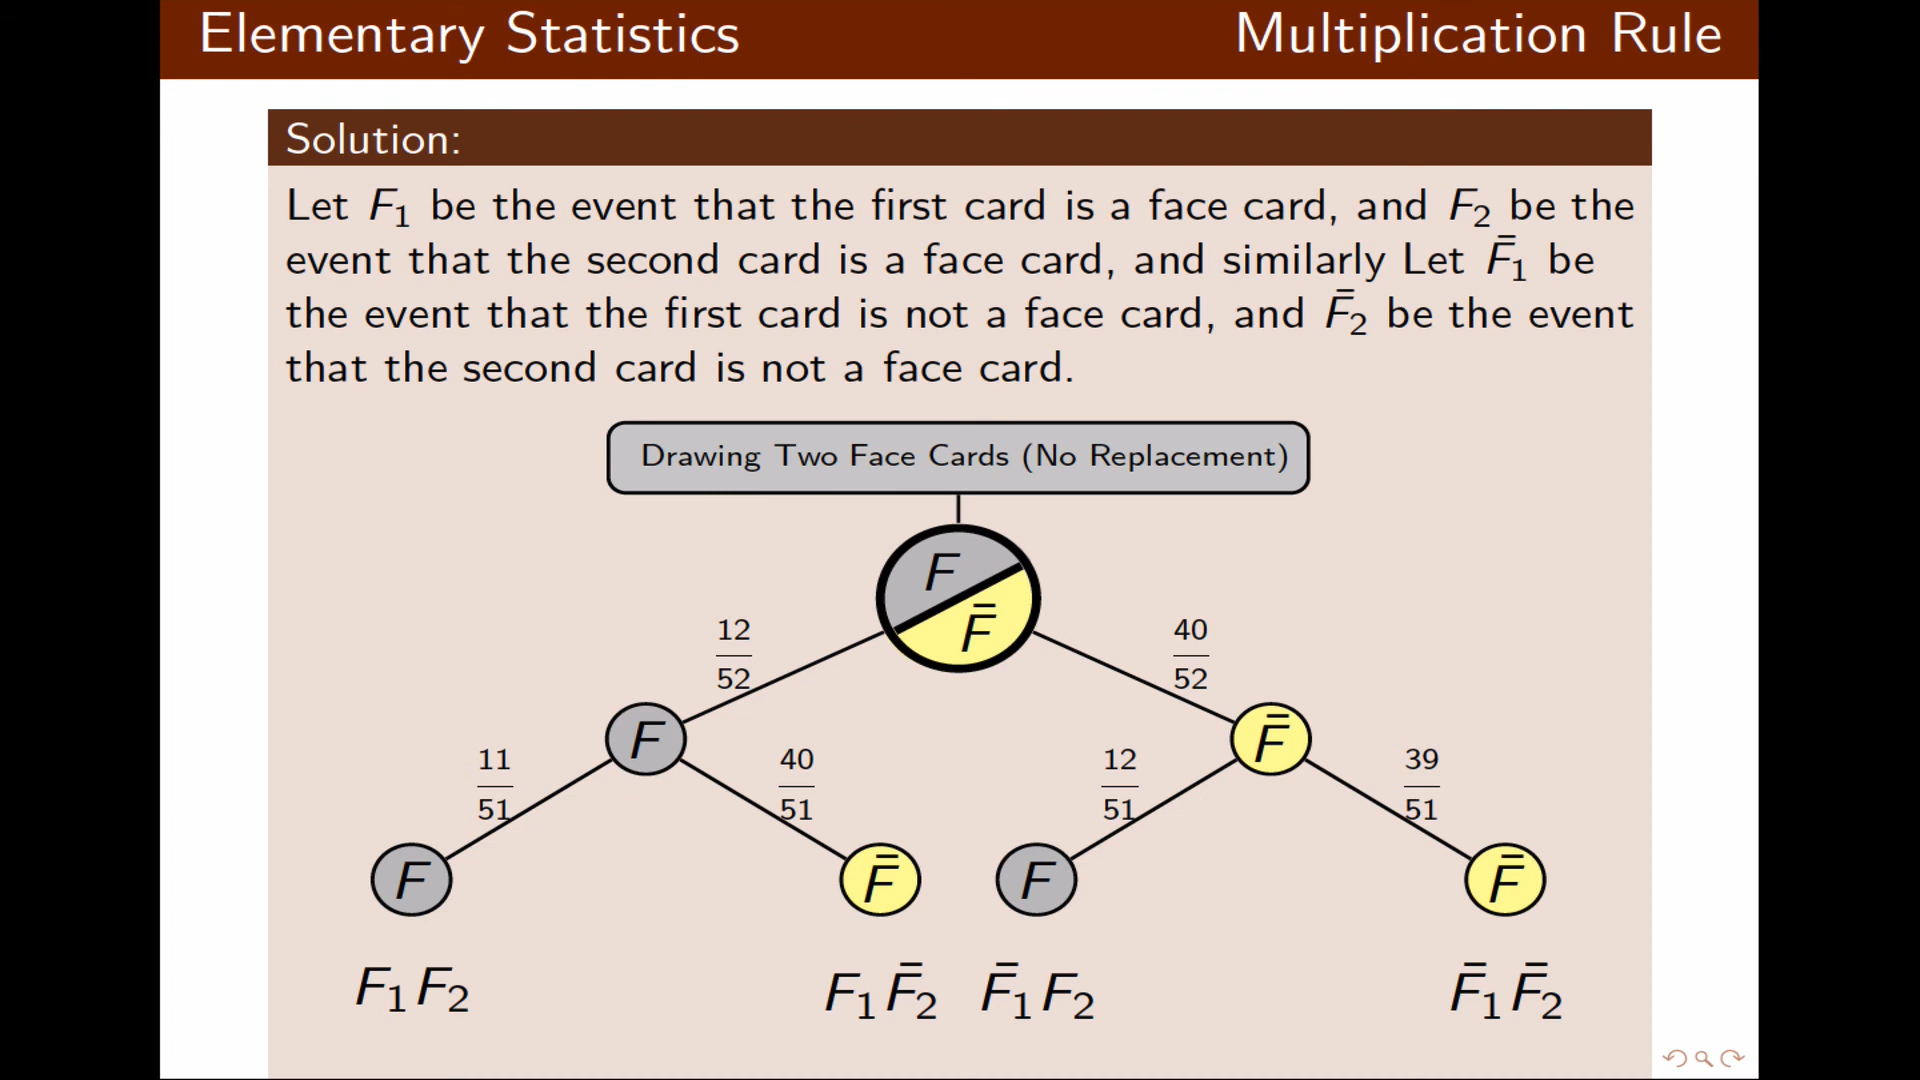 Elementary Statistics Multiplication Rule
Solution:
Let F₁ be the event that the first card is a face card, and F₂ be the
event that the second card is a face card, and similarly Let F̄₁ be
the event that the first card is not a face card, and F̄₂ be the event
that the second card is not a face card.
Drawing Two Face Cards (No Replacement)
F
F̄
12 40
52 52
F F̄
11 40 12 39
51 51 51 51
F F̄ F F̄
F₁F₂ F₁F̄₂ F̄₁F₂ F̄₁F̄₂